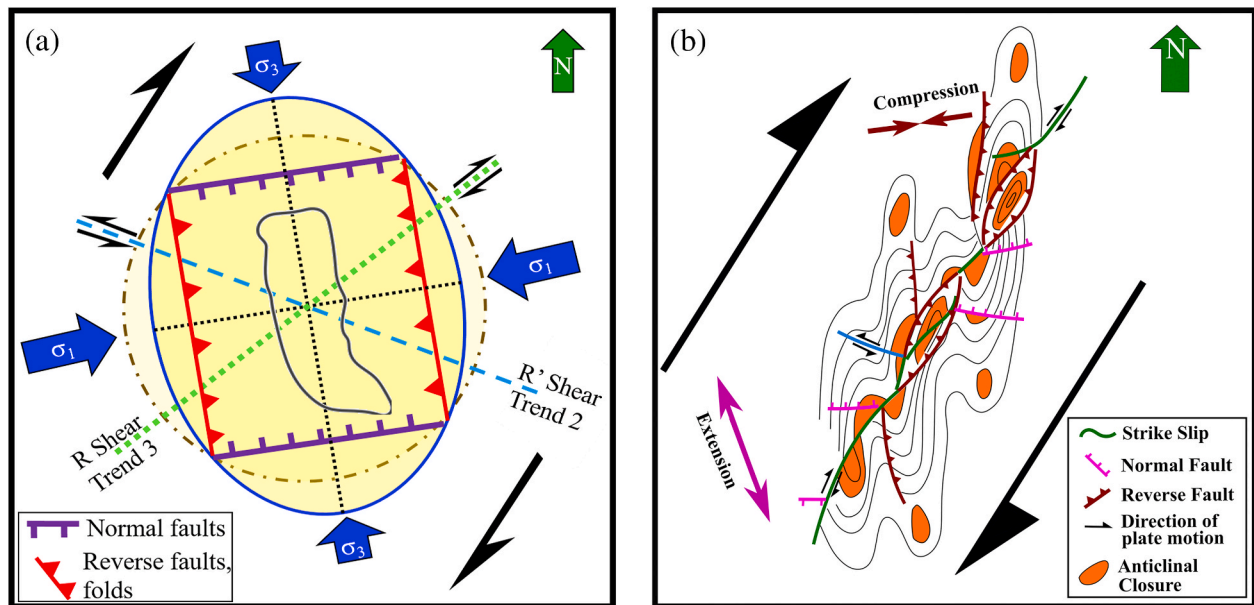 (a)
N
σ3
σ1
σ1
σ3
R' Shear
Trend 2
R Shear
Trend 3
Normal faults
Reverse faults,
folds
(b)
N
Compression
Extension
Strike Slip
Normal Fault
Reverse Fault
Direction of
plate motion
Anticlinal
Closure